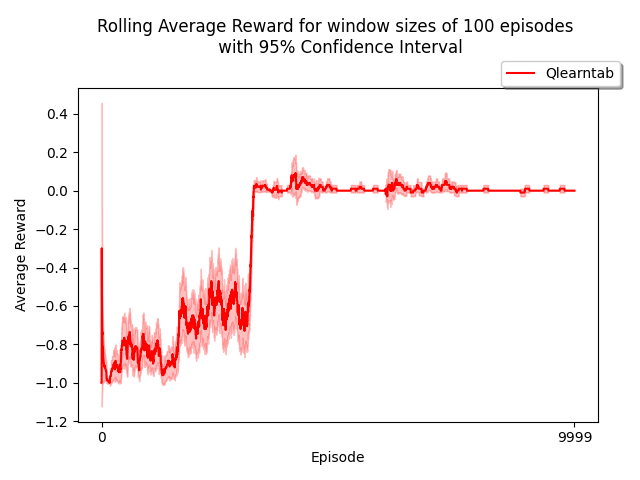 Rolling Average Reward for window sizes of 100 episodes
with 95% Confidence Interval
Qlearntab
0.4
0.2
0.0
−0.2
−0.4
−0.6
−0.8
−1.0
−1.2
Average Reward
0 9999
Episode